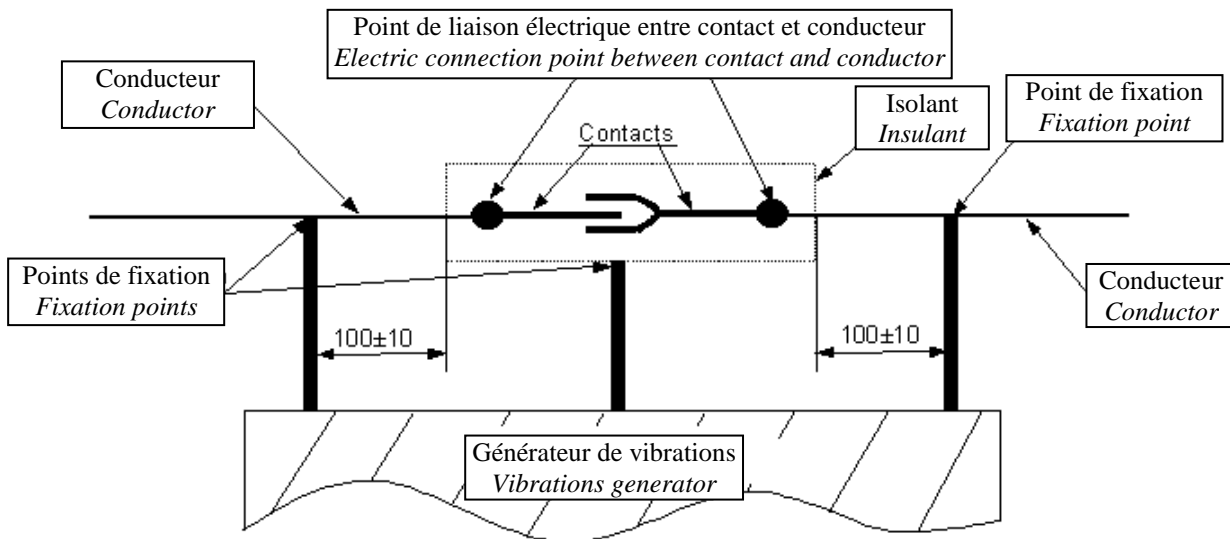 Point de liaison électrique entre contact et conducteur
Electric connection point between contact and conductor
Conducteur
Conductor
Isolant
Insulant
Point de fixation
Fixation point
Contacts
Points de fixation
Fixation points
Conducteur
Conductor
100±10
100±10
Générateur de vibrations
Vibrations generator